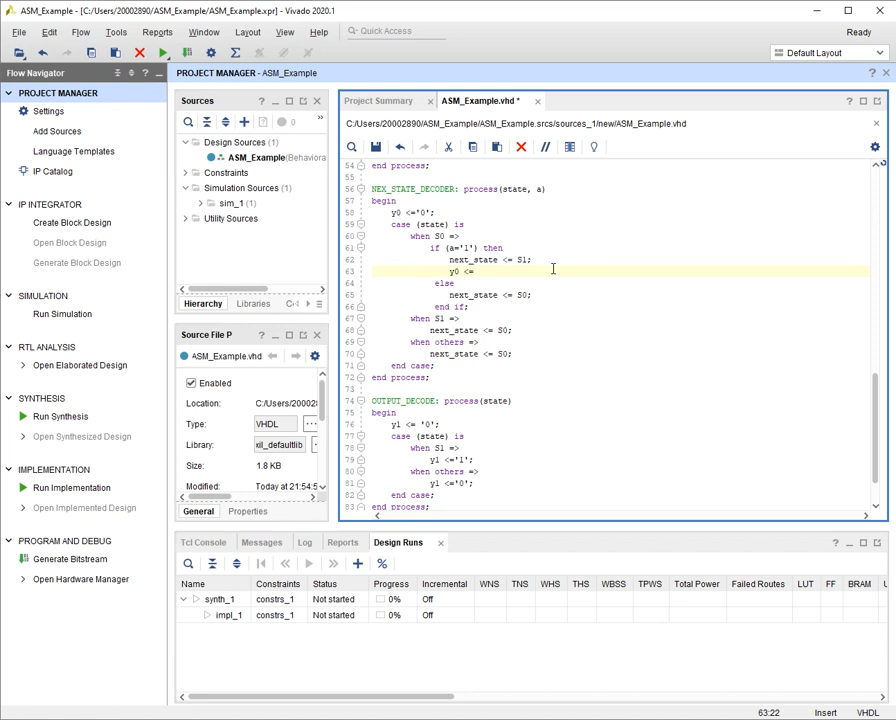 ASM_Example - [C:/Users/20002890/ASM_Example/ASM_Example.xpr] - Vivado 2020.1
File Edit Flow Tools Reports Window Layout View Help Quick Access Ready
Default Layout
Flow Navigator
PROJECT MANAGER
Settings
Add Sources
Language Templates
IP Catalog
IP INTEGRATOR
Create Block Design
Open Block Design
Generate Block Design
SIMULATION
Run Simulation
RTL ANALYSIS
Open Elaborated Design
SYNTHESIS
Run Synthesis
Open Synthesized Design
IMPLEMENTATION
Run Implementation
Open Implemented Design
PROGRAM AND DEBUG
Generate Bitstream
Open Hardware Manager
PROJECT MANAGER - ASM_Example
Sources
0
Design Sources (1)
ASM_Example(Behaviora
Constraints
Simulation Sources (1)
sim_1 (1)
Utility Sources
Hierarchy Libraries
Source File P
ASM_Example.vhd
Enabled
Location: C:/Users/20002
Type: VHDL
Library: xil_defaultlib
Size: 1.8 KB
Modified: Today at 21:54:5
General Properties
Project Summary ASM_Example.vhd *
C:/Users/20002890/ASM_Example/ASM_Example.srcs/sources_1/new/ASM_Example.vhd
54 end process;
55
56 NEX_STATE_DECODER: process(state, a)
57 begin
58 y0 <='0';
59 case (state) is
60 when S0 =>
61 if (a='1') then
62 next_state <= S1;
63 y0 <=
64 else
65 next_state <= S0;
66 end if;
67 when S1 =>
68 next_state <= S0;
69 when others =>
70 next_state <= S0;
71 end case;
72 end process;
73
74 OUTPUT_DECODE: process(state)
75 begin
76 y1 <= '0';
77 case (state) is
78 when S1 =>
79 y1 <='1';
80 when others =>
81 y1 <='0';
82 end case;
83 end process;
Tcl Console Messages Log Reports Design Runs
Name Constraints Status Progress Incremental WNS TNS WHS THS WBSS TPWS Total Power Failed Routes LUT FF BRAM
synth_1 constrs_1 Not started 0% Off
impl_1 constrs_1 Not started 0% Off
63:22 Insert VHDL